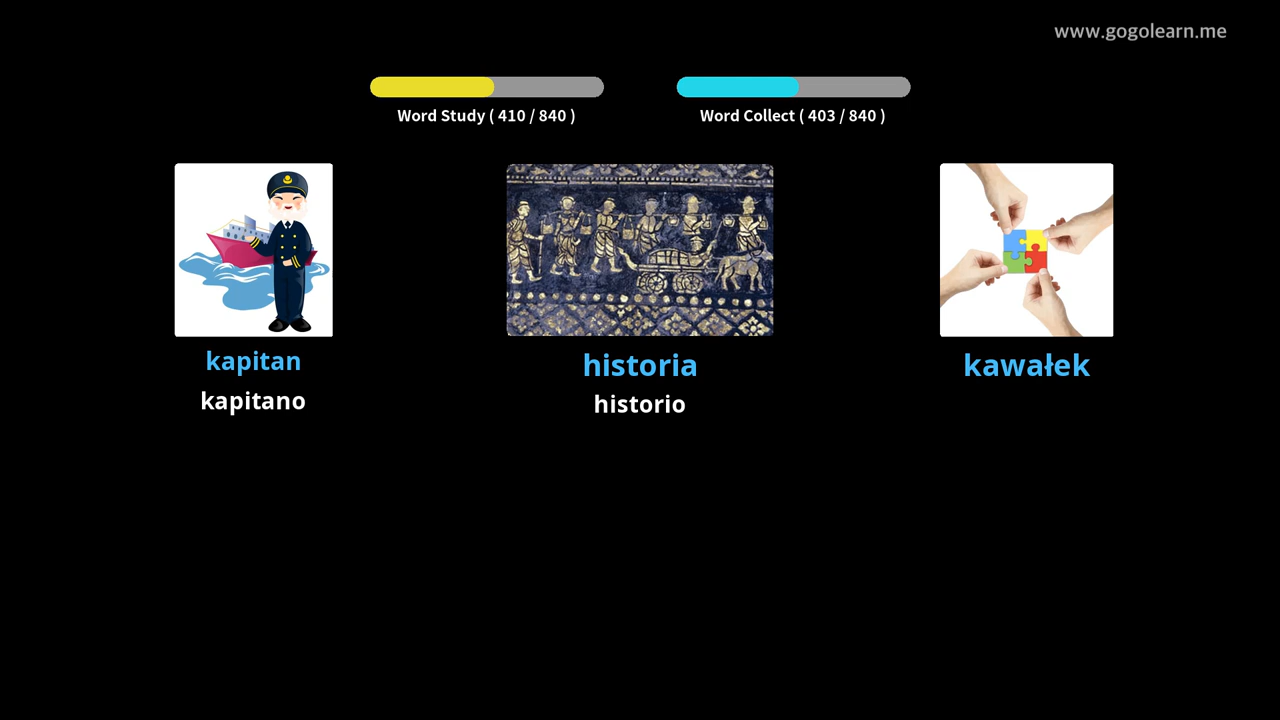 www.gogolearn.me
Word Study ( 410 / 840 )
Word Collect ( 403 / 840 )
kapitan
kapitano
historia
historio
kawałek